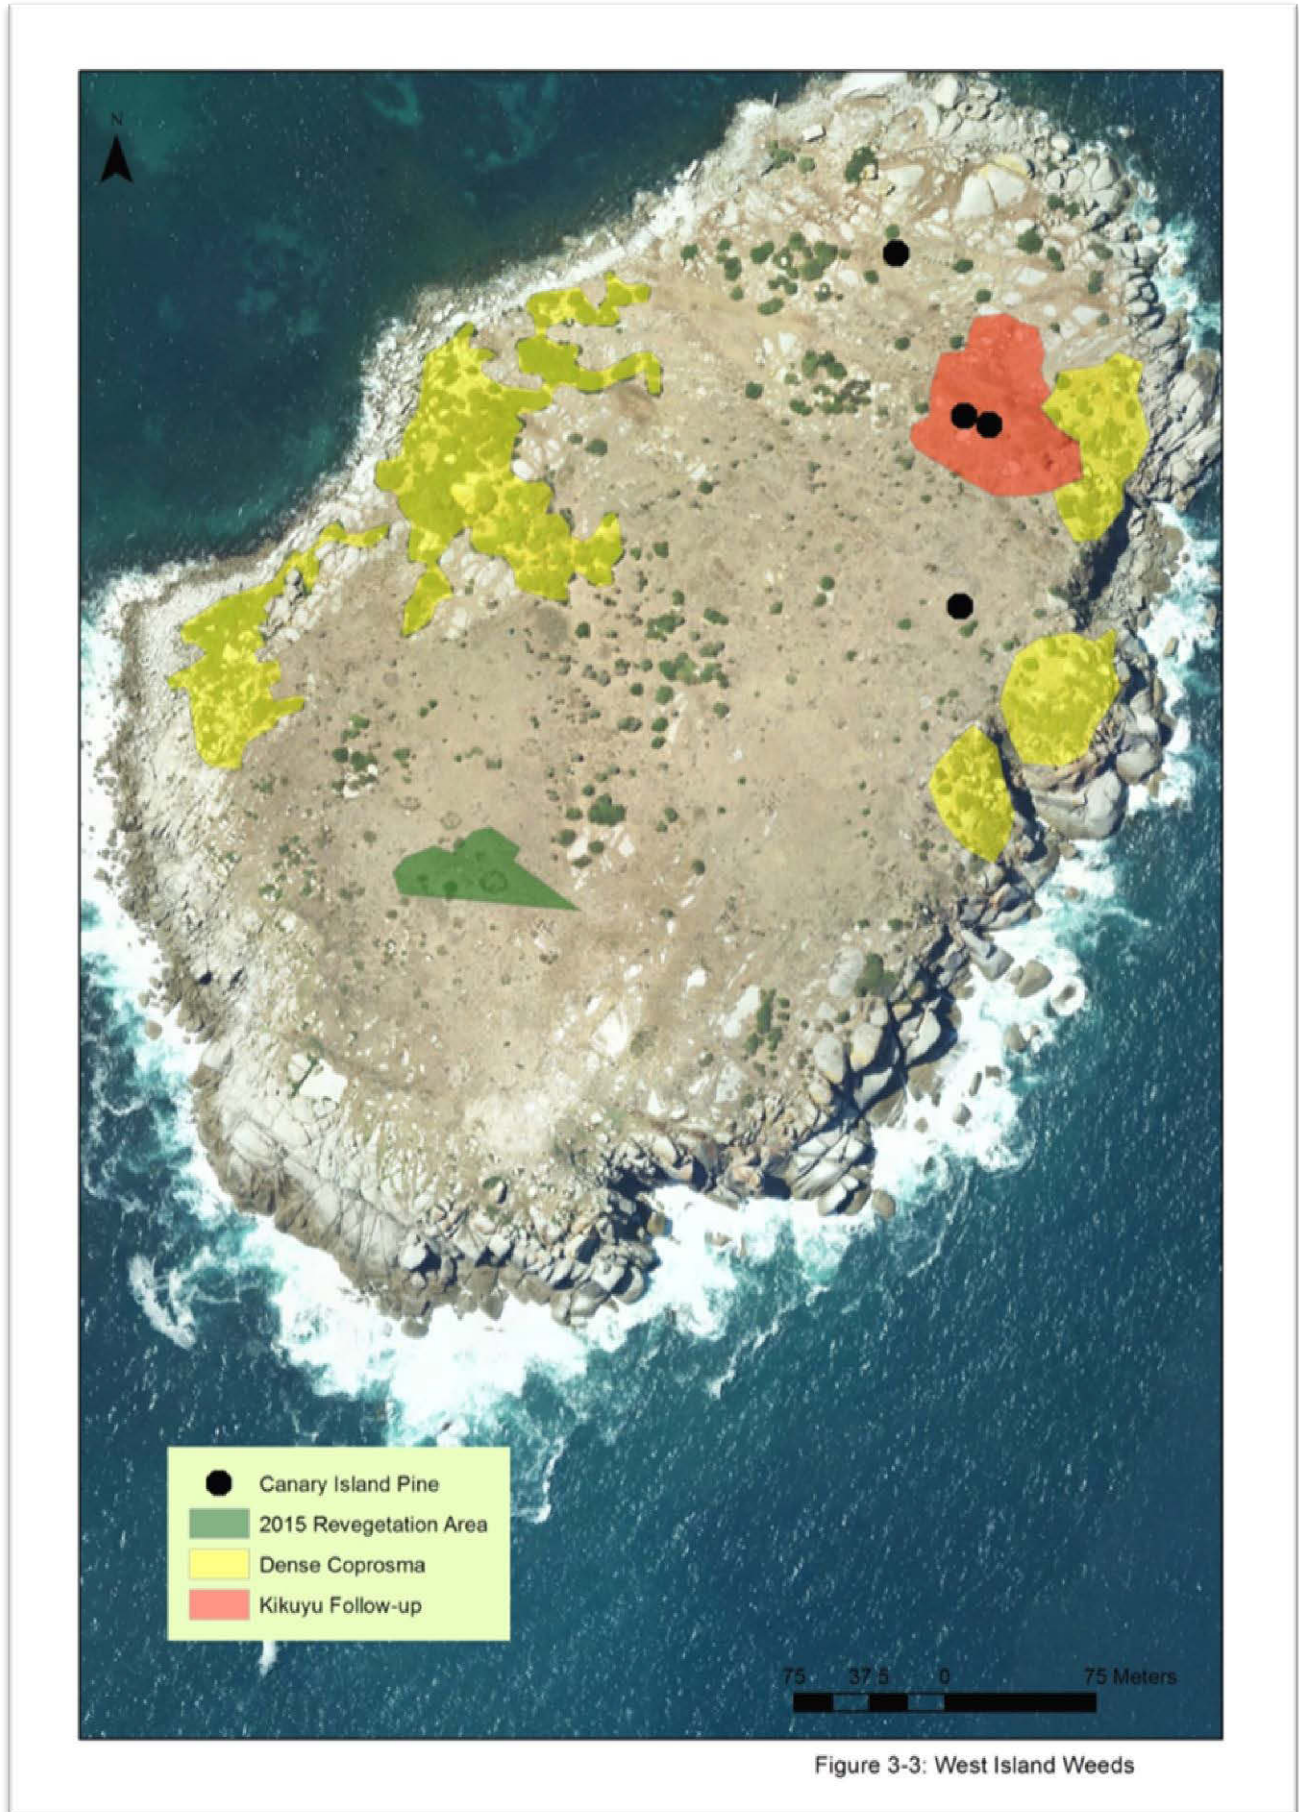 N
Canary Island Pine
2015 Revegetation Area
Dense Coprosma
Kikuyu Follow-up
75 37.5 0 75 Meters
Figure 3-3: West Island Weeds